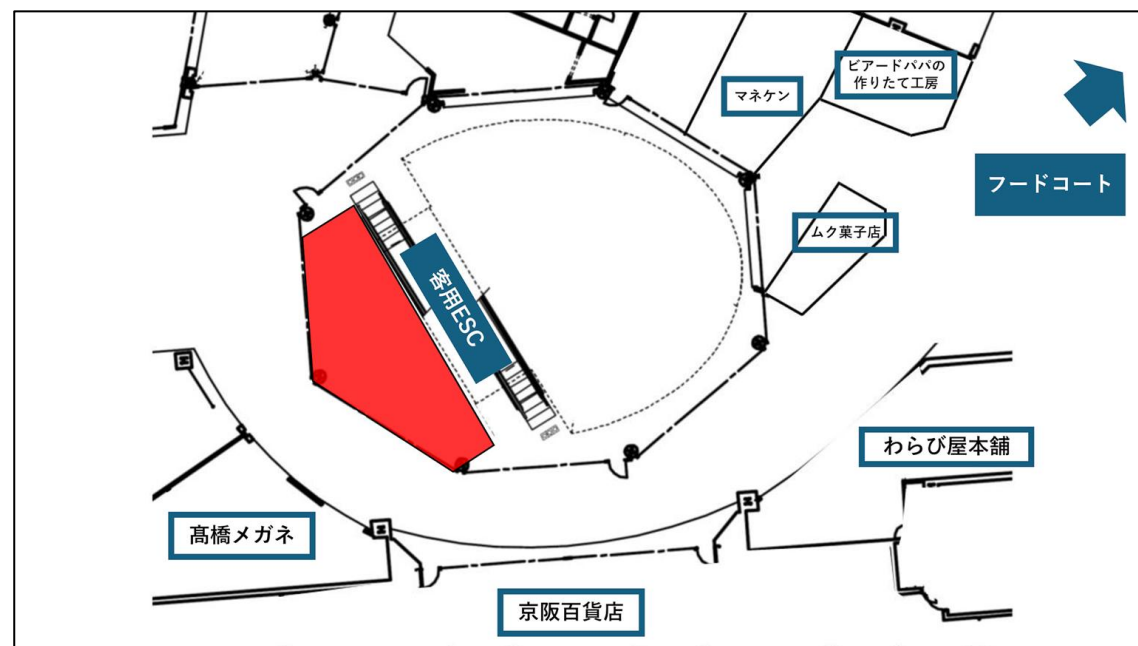 ビアードパパの
作りたて工房
マネケン
フードコート
ムク菓子店
客用ESC
わらび屋本舗
髙橋メガネ
京阪百貨店